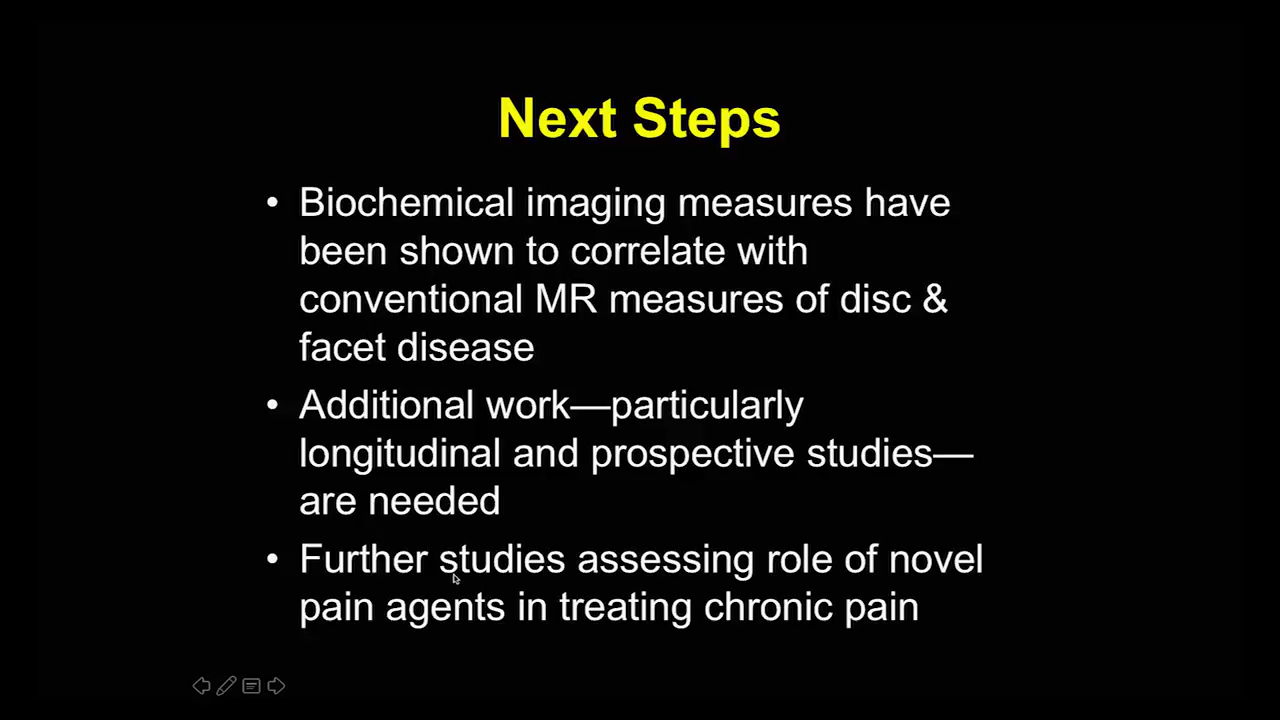 Next Steps
• Biochemical imaging measures have
been shown to correlate with
conventional MR measures of disc &
facet disease
• Additional work—particularly
longitudinal and prospective studies—
are needed
• Further studies assessing role of novel
pain agents in treating chronic pain